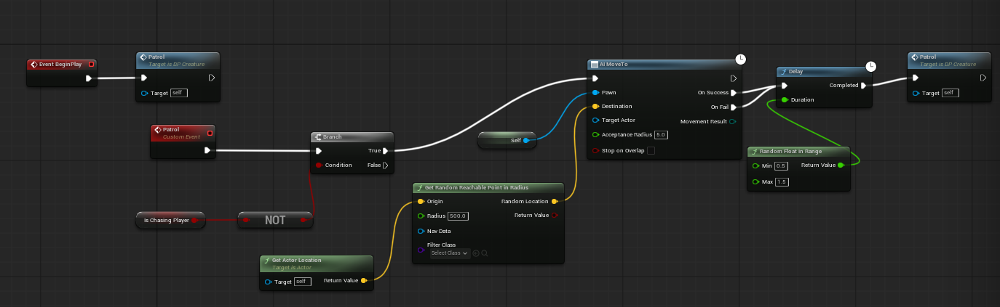 Event BeginPlay
Patrol
Target is DP Creature
Target self
Patrol
Custom Event
Branch
True
Condition
False
Is Chasing Player
NOT
Get Actor Location
Target is Actor
Target self
Return Value
Self
Get Random Reachable Point in Radius
Origin
Random Location
Radius 500.0
Return Value
Nav Data
Filter Class
Select Class
AI MoveTo
Pawn
On Success
Destination
On Fail
Target Actor
Movement Result
Acceptance Radius 5.0
Stop on Overlap
Delay
Completed
Duration
Random Float in Range
Min 0.5
Return Value
Max 1.5
Patrol
Target is DP Creature
Target self